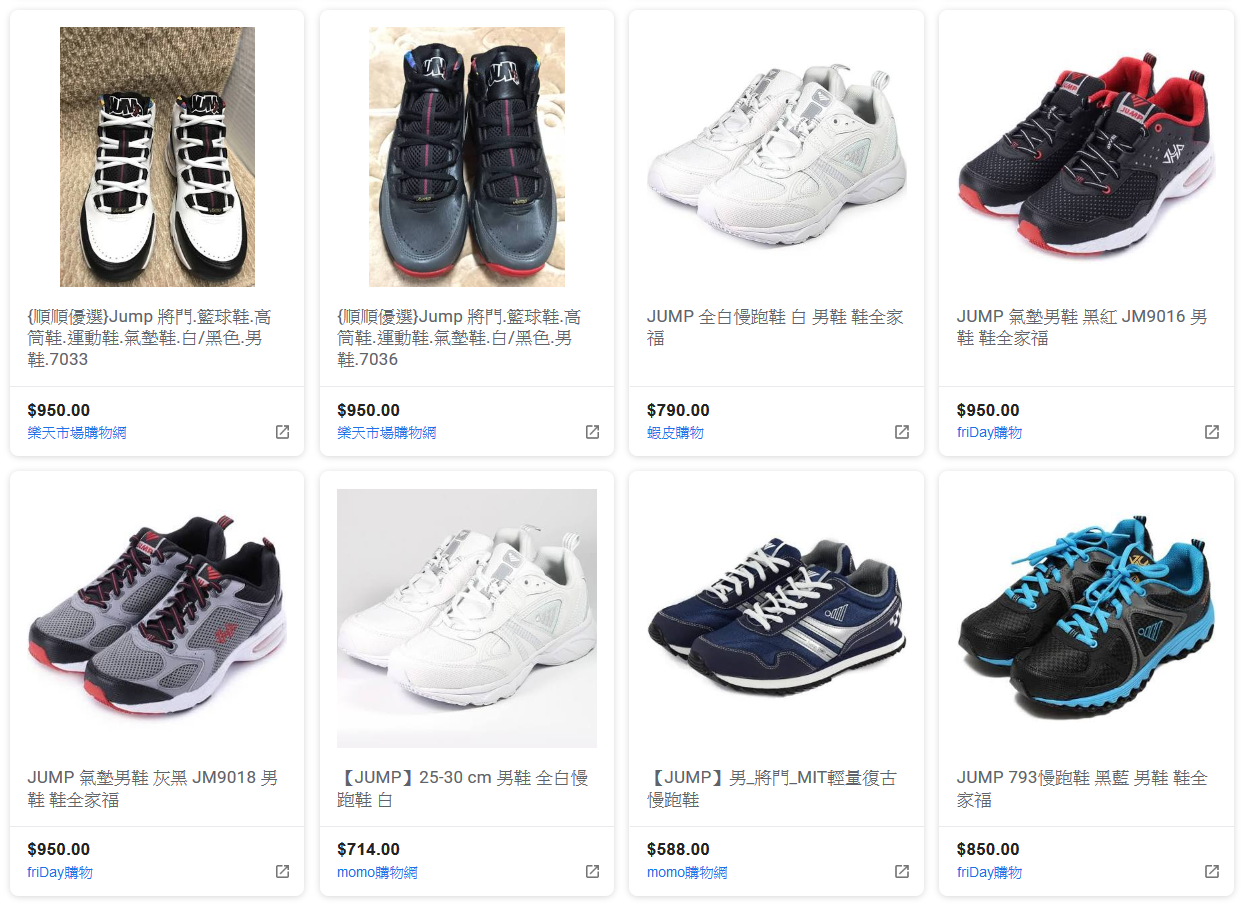 {順順優選}Jump 將門.籃球鞋.高
筒鞋.運動鞋.氣墊鞋.白/黑色.男
鞋.7033
$950.00
樂天市場購物網
{順順優選}Jump 將門.籃球鞋.高
筒鞋.運動鞋.氣墊鞋.白/黑色.男
鞋.7036
$950.00
樂天市場購物網
JUMP 全白慢跑鞋 白 男鞋 鞋全家
福
$790.00
蝦皮購物
JUMP
JUMP 氣墊男鞋 黑紅 JM9016 男
鞋 鞋全家福
$950.00
friDay購物
JUMP
JUMP 氣墊男鞋 灰黑 JM9018 男
鞋 鞋全家福
$950.00
friDay購物
【JUMP】25-30 cm 男鞋 全白慢
跑鞋 白
$714.00
momo購物網
【JUMP】男_將門_MIT輕量復古
慢跑鞋
$588.00
momo購物網
JUMP 793慢跑鞋 黑藍 男鞋 鞋全
家福
$850.00
friDay購物